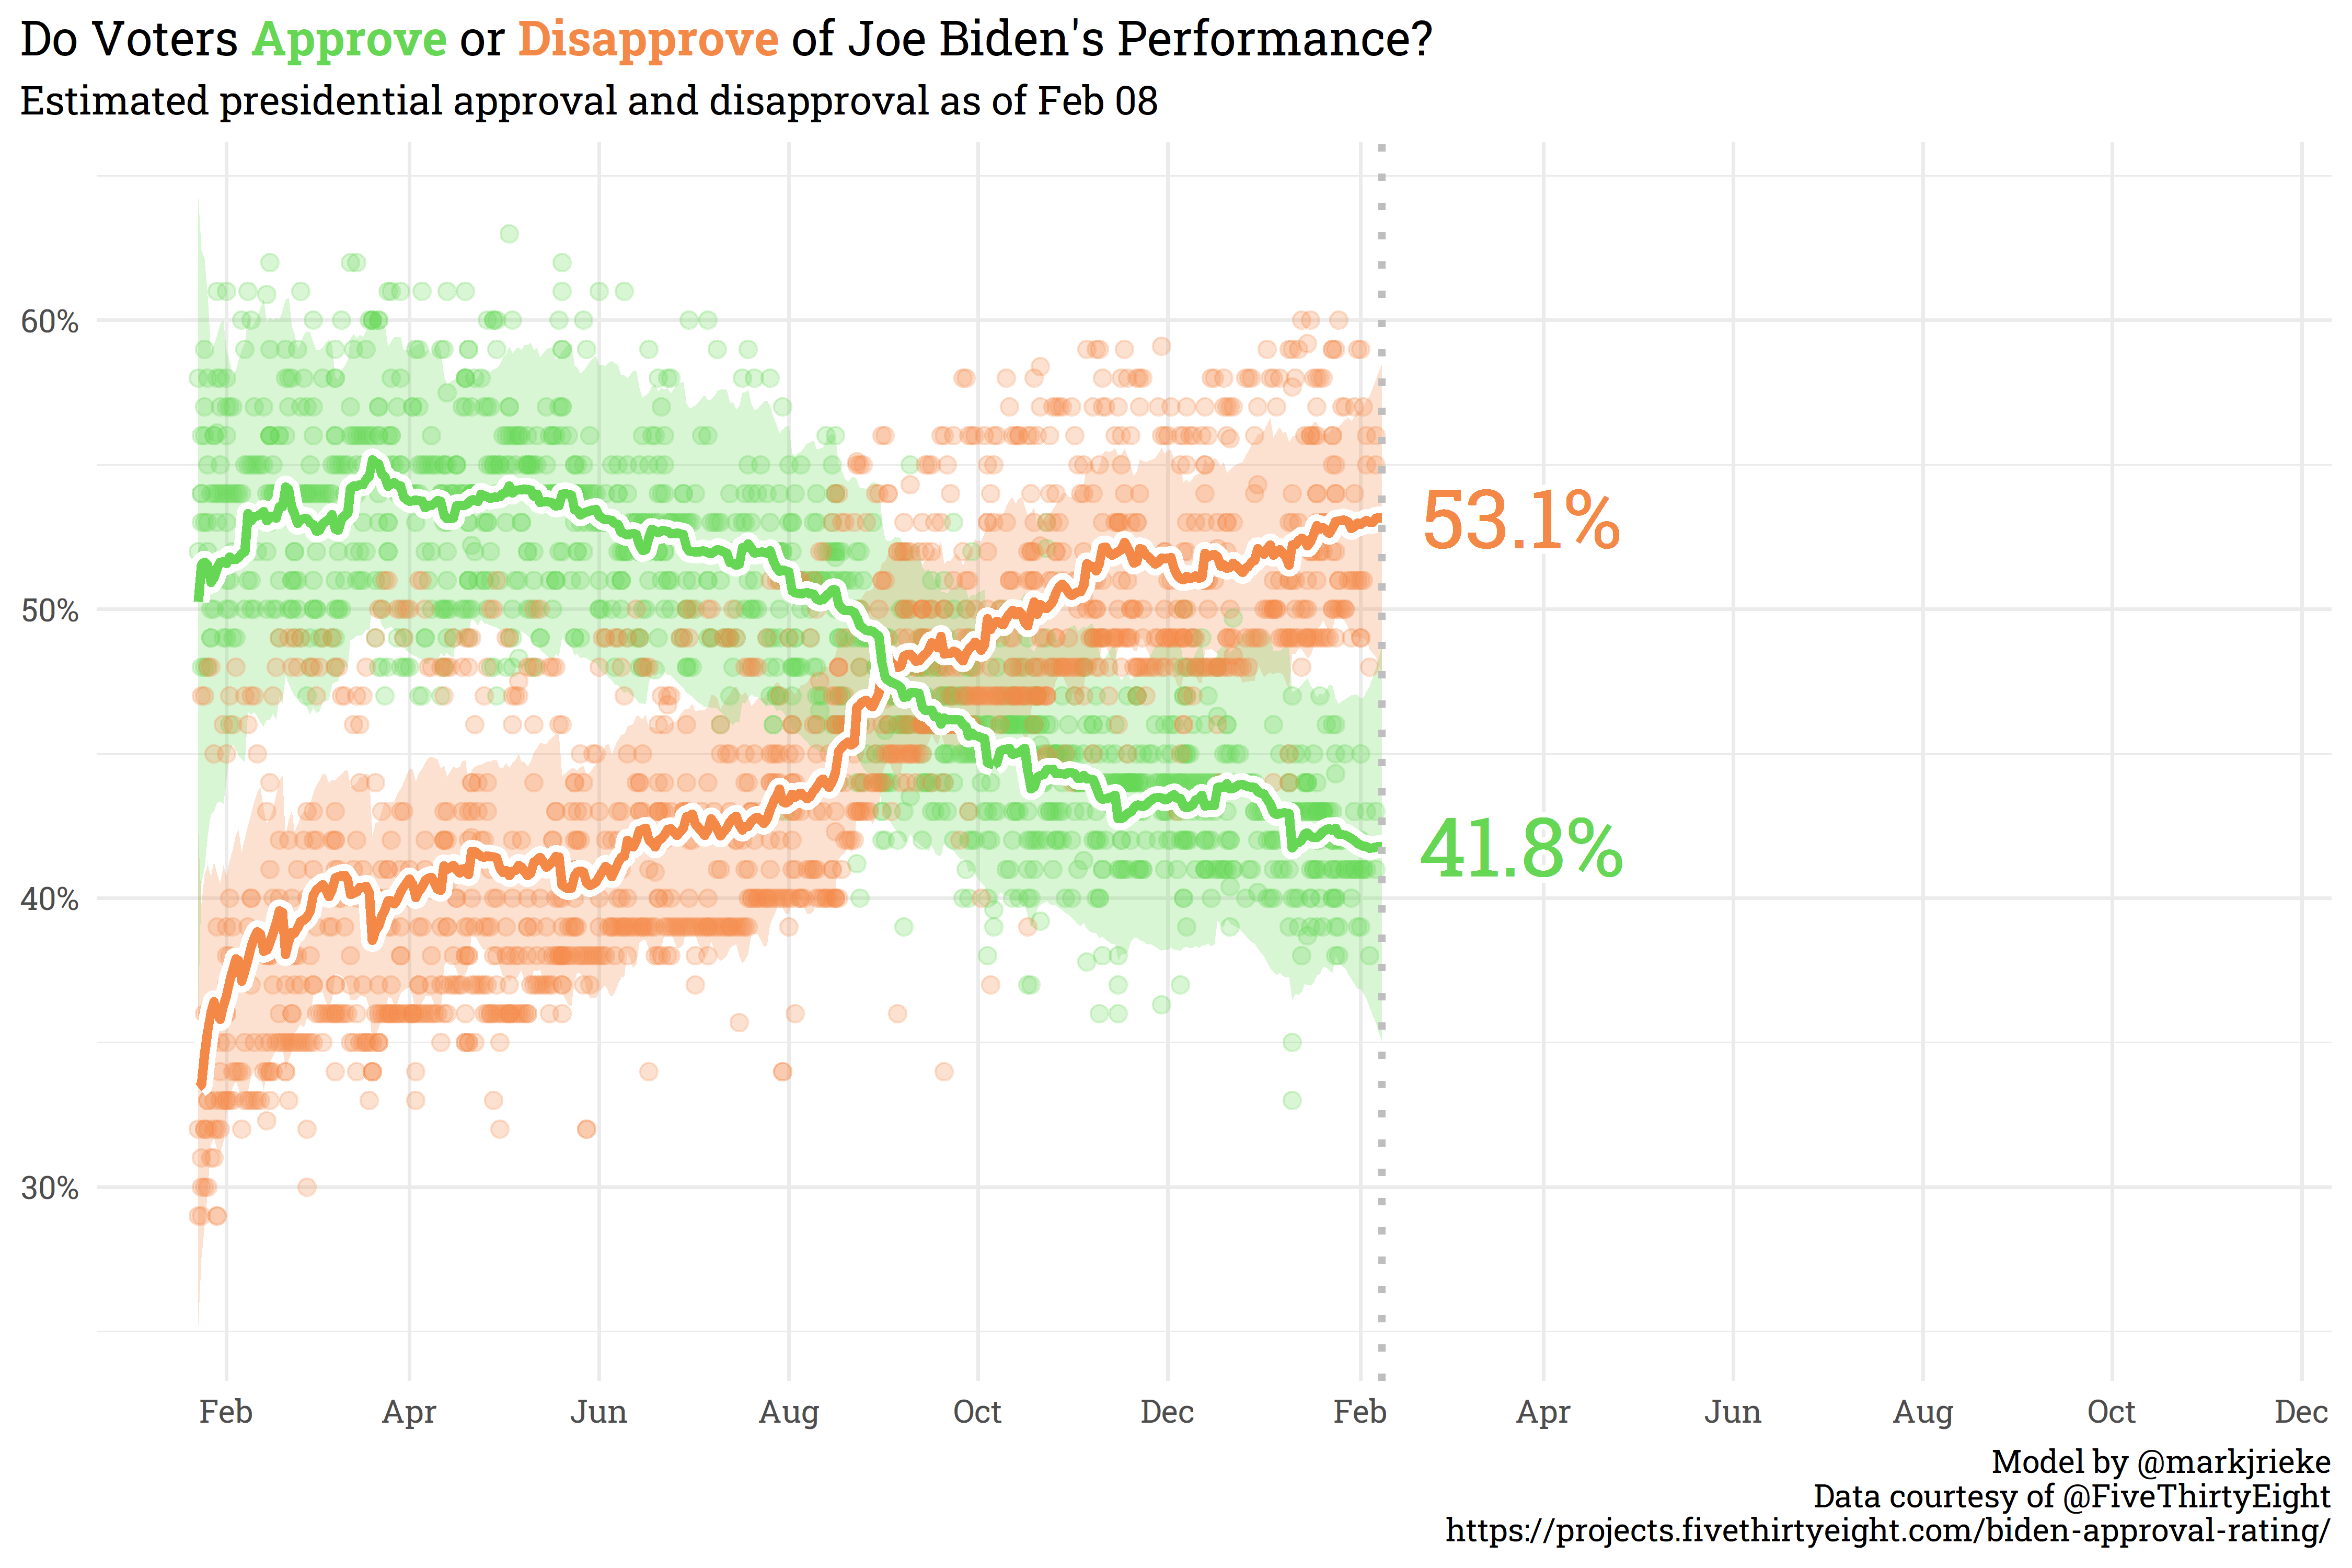 Do Voters Approve or Disapprove of Joe Biden's Performance?
Estimated presidential approval and disapproval as of Feb 08
60%
53.1%
50%
41.8%
40%
30%
Feb Apr Jun Aug Oct Dec Feb Apr Jun Aug Oct Dec
Model by @markjrieke
Data courtesy of @FiveThirtyEight
https://projects.fivethirtyeight.com/biden-approval-rating/